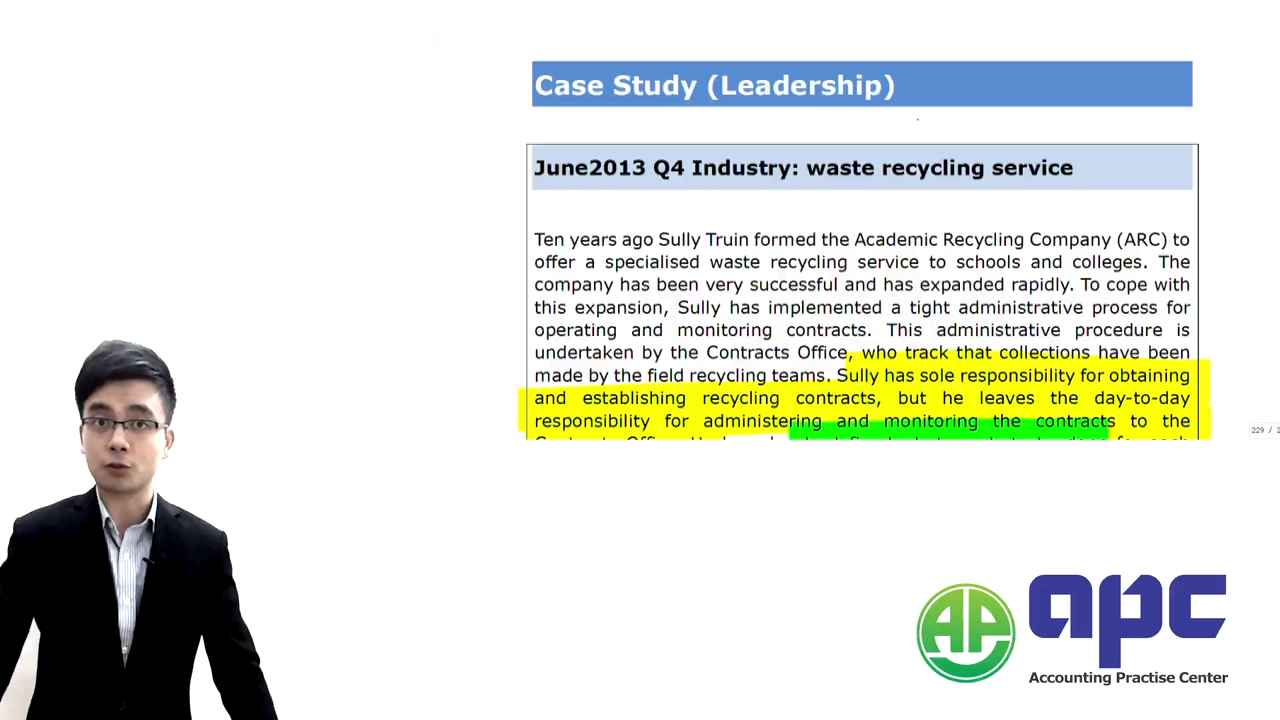 Case Study (Leadership)
June2013 Q4 Industry: waste recycling service
Ten years ago Sully Truin formed the Academic Recycling Company (ARC) to
offer a specialised waste recycling service to schools and colleges. The
company has been very successful and has expanded rapidly. To cope with
this expansion, Sully has implemented a tight administrative process for
operating and monitoring contracts. This administrative procedure is
undertaken by the Contracts Office, who track that collections have been
made by the field recycling teams. Sully has sole responsibility for obtaining
and establishing recycling contracts, but he leaves the day-to-day
responsibility for administering and monitoring the contracts to the
229 / 2
AP
apc
Accounting Practise Center